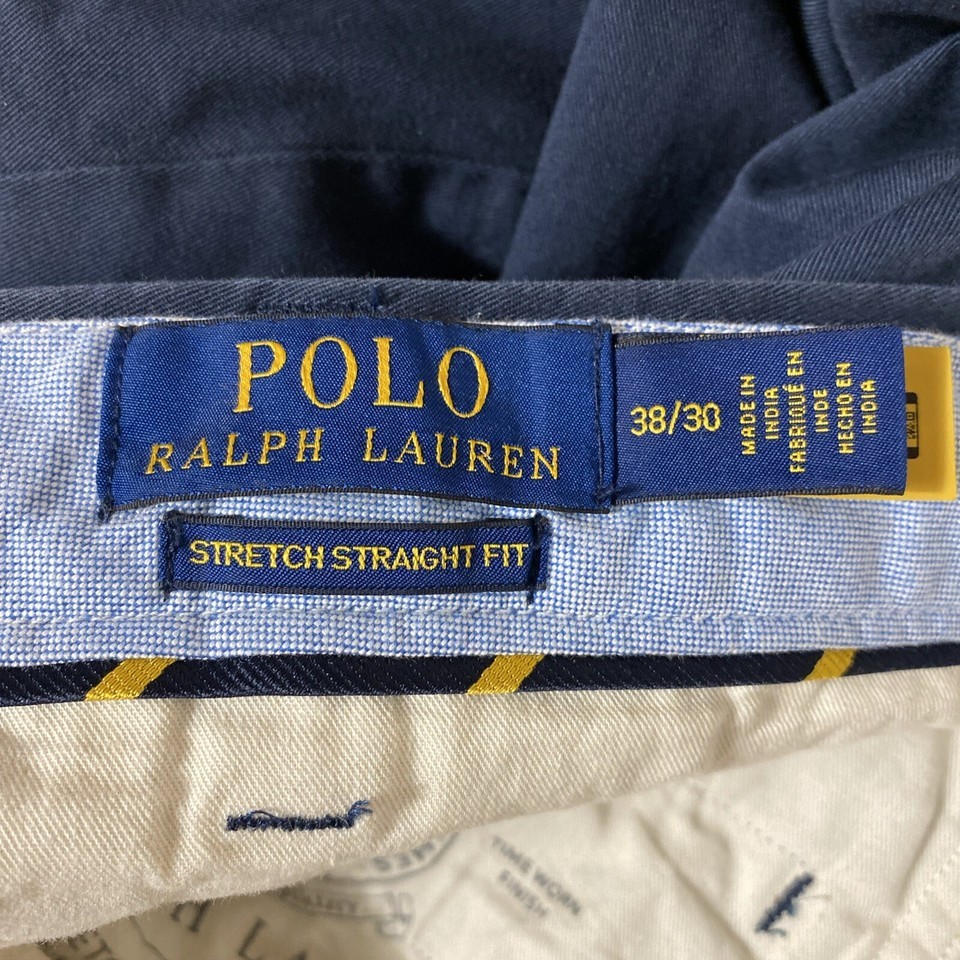 POLO
RALPH LAUREN
38/30
MADE IN
INDIA
FABRIQUÉ EN
INDE
HECHO EN
INDIA
STRETCH STRAIGHT FIT
TIME WORN
FINISH